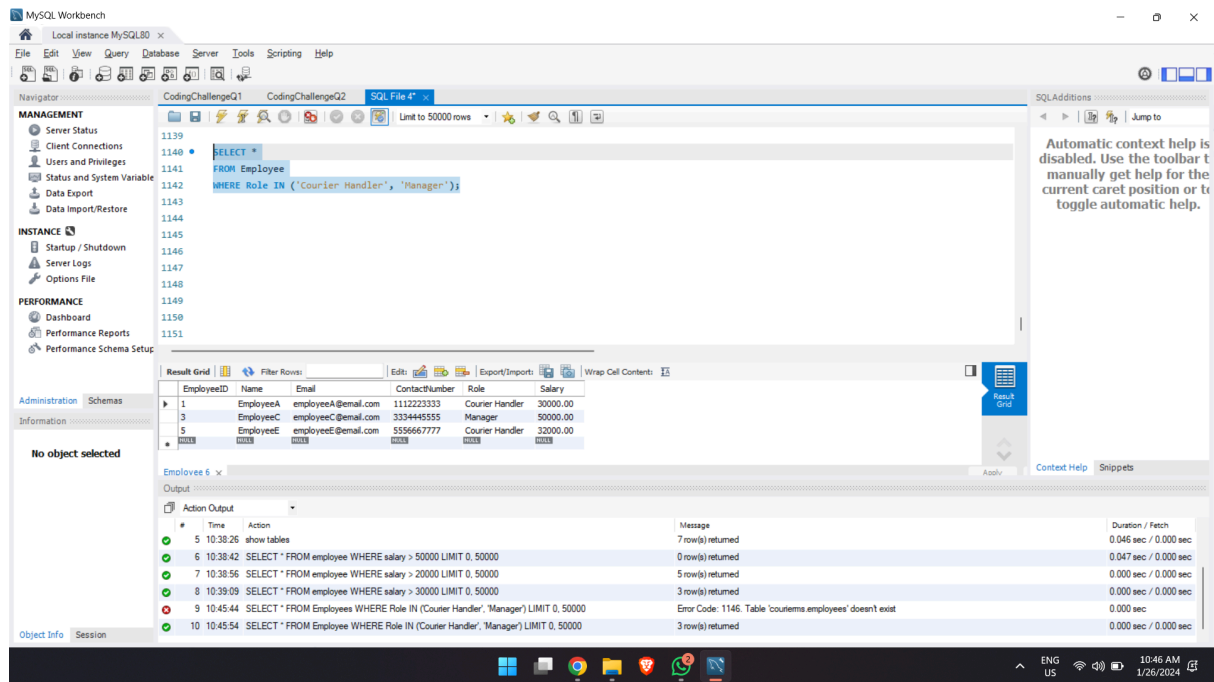 MySQL Workbench
Local instance MySQL80 ×
File Edit View Query Database Server Tools Scripting Help
Navigator
MANAGEMENT
Server Status
Client Connections
Users and Privileges
Status and System Variable
Data Export
Data Import/Restore
INSTANCE
Startup / Shutdown
Server Logs
Options File
PERFORMANCE
Dashboard
Performance Reports
Performance Schema Setup
Administration Schemas
Information
No object selected
Object Info Session
CodingChallengeQ1 CodingChallengeQ2 SQL File 4* ×
Limit to 50000 rows
1139
1140 SELECT *
1141 FROM Employee
1142 WHERE Role IN ('Courier Handler', 'Manager');
1143
1144
1145
1146
1147
1148
1149
1150
1151
Result Grid Filter Rows: Edit: Export/Import: Wrap Cell Content:
EmployeeID Name Email ContactNumber Role Salary
1 EmployeeA employeeA@email.com 1112223333 Courier Handler 30000.00
3 EmployeeC employeeC@email.com 3334445555 Manager 50000.00
5 EmployeeE employeeE@email.com 5556667777 Courier Handler 32000.00
NULL NULL NULL NULL NULL NULL
Result Grid
Employee 6 × Apply
SQLAdditions
Jump to
Automatic context help is
disabled. Use the toolbar t
manually get help for the
current caret position or to
toggle automatic help.
Context Help Snippets
Output
Action Output
# Time Action Message Duration / Fetch
5 10:38:26 show tables 7 row(s) returned 0.046 sec / 0.000 sec
6 10:38:42 SELECT * FROM employee WHERE salary > 50000 LIMIT 0, 50000 0 row(s) returned 0.047 sec / 0.000 sec
7 10:38:56 SELECT * FROM employee WHERE salary > 20000 LIMIT 0, 50000 5 row(s) returned 0.000 sec / 0.000 sec
8 10:39:09 SELECT * FROM employee WHERE salary > 30000 LIMIT 0, 50000 3 row(s) returned 0.000 sec / 0.000 sec
9 10:45:44 SELECT * FROM Employees WHERE Role IN ('Courier Handler', 'Manager') LIMIT 0, 50000 Error Code: 1146. Table 'courierms.employees' doesn't exist 0.000 sec
10 10:45:54 SELECT * FROM Employee WHERE Role IN ('Courier Handler', 'Manager') LIMIT 0, 50000 3 row(s) returned 0.000 sec / 0.000 sec
2
ENG
US
10:46 AM
1/26/2024